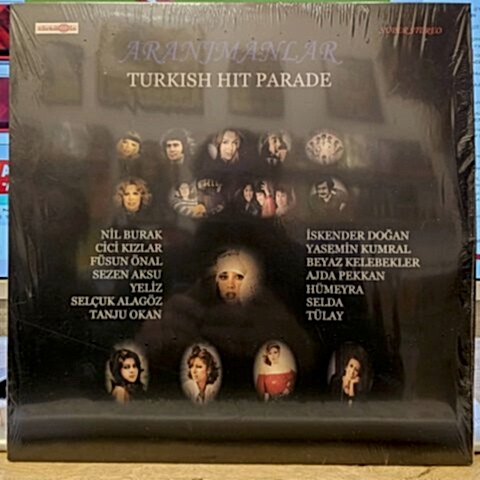 ARANJMANLAR
TURKISH HIT PARADE
NİL BURAK
CİCİ KIZLAR
FÜSUN ÖNAL
SEZEN AKSU
YELİZ
SELÇUK ALAGÖZ
TANJU OKAN
İSKENDER DOĞAN
YASEMİN KUMRAL
BEYAZ KELEBEKLER
AJDA PEKKAN
HÜMEYRA
SELDA
TÜLAY